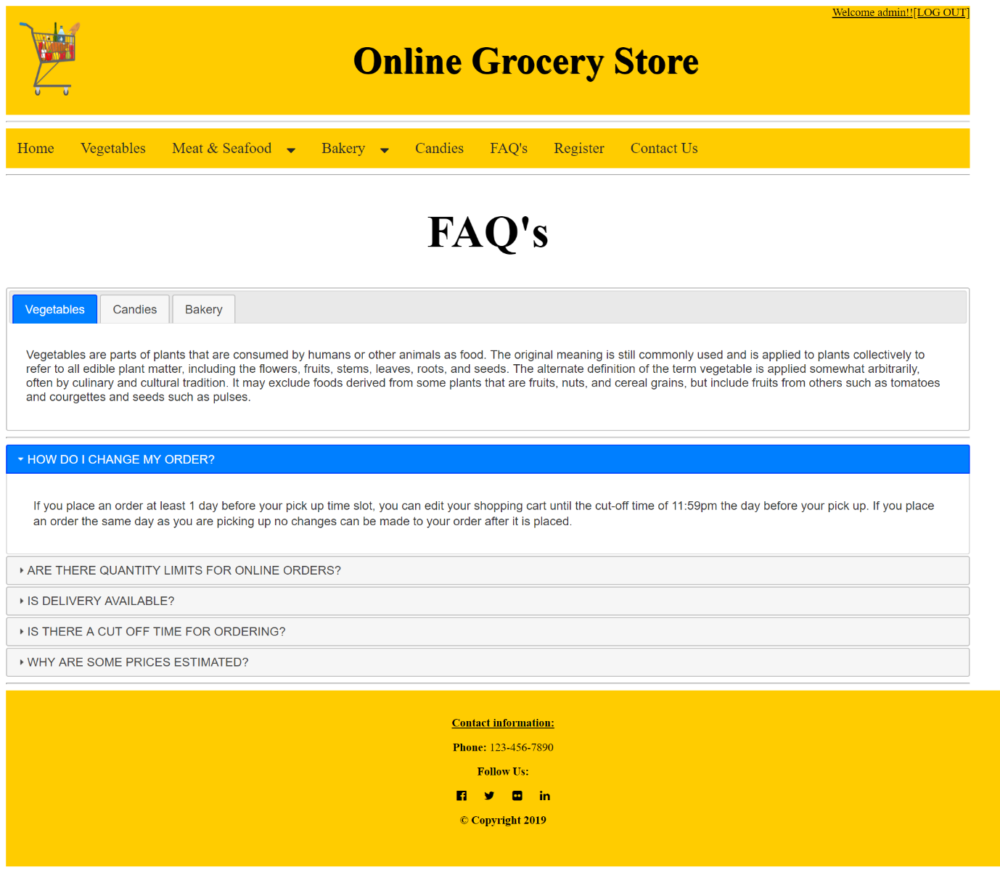 Welcome admin!![LOG OUT]
Online Grocery Store
Home Vegetables Meat & Seafood Bakery Candies FAQ's Register Contact Us
FAQ's
Vegetables Candies Bakery
Vegetables are parts of plants that are consumed by humans or other animals as food. The original meaning is still commonly used and is applied to plants collectively to
refer to all edible plant matter, including the flowers, fruits, stems, leaves, roots, and seeds. The alternate definition of the term vegetable is applied somewhat arbitrarily,
often by culinary and cultural tradition. It may exclude foods derived from some plants that are fruits, nuts, and cereal grains, but include fruits from others such as tomatoes
and courgettes and seeds such as pulses.
HOW DO I CHANGE MY ORDER?
If you place an order at least 1 day before your pick up time slot, you can edit your shopping cart until the cut-off time of 11:59pm the day before your pick up. If you place
an order the same day as you are picking up no changes can be made to your order after it is placed.
ARE THERE QUANTITY LIMITS FOR ONLINE ORDERS?
IS DELIVERY AVAILABLE?
IS THERE A CUT OFF TIME FOR ORDERING?
WHY ARE SOME PRICES ESTIMATED?
Contact information:
Phone: 123-456-7890
Follow Us:
© Copyright 2019